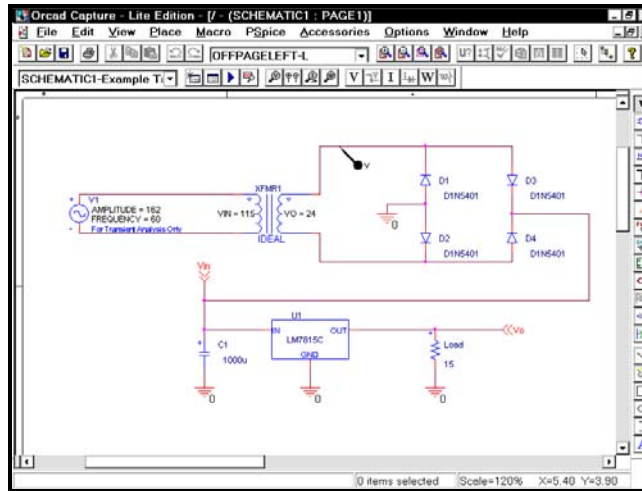 Orcad Capture - Lite Edition - [/ - (SCHEMATIC1 : PAGE1)]
File Edit View Place Macro PSpice Accessories Options Window Help
OFFPAGELEFT-L
SCHEMATIC1-Example T
V I W
V
XFMR1
D1
D3
V1
D1N5401
D1N5401
AMPLITUDE = 162
VIN = 115
VO = 24
FREQUENCY = 60
0
For Transient Analysis Only
IDEAL
D2
D4
D1N5401
D1N5401
Vin
U1
IN
OUT
Vo
LM7815C
C1
Load
GND
1000u
15
0
0
0
0 items selected Scale=120% X=5.40 Y=3.90